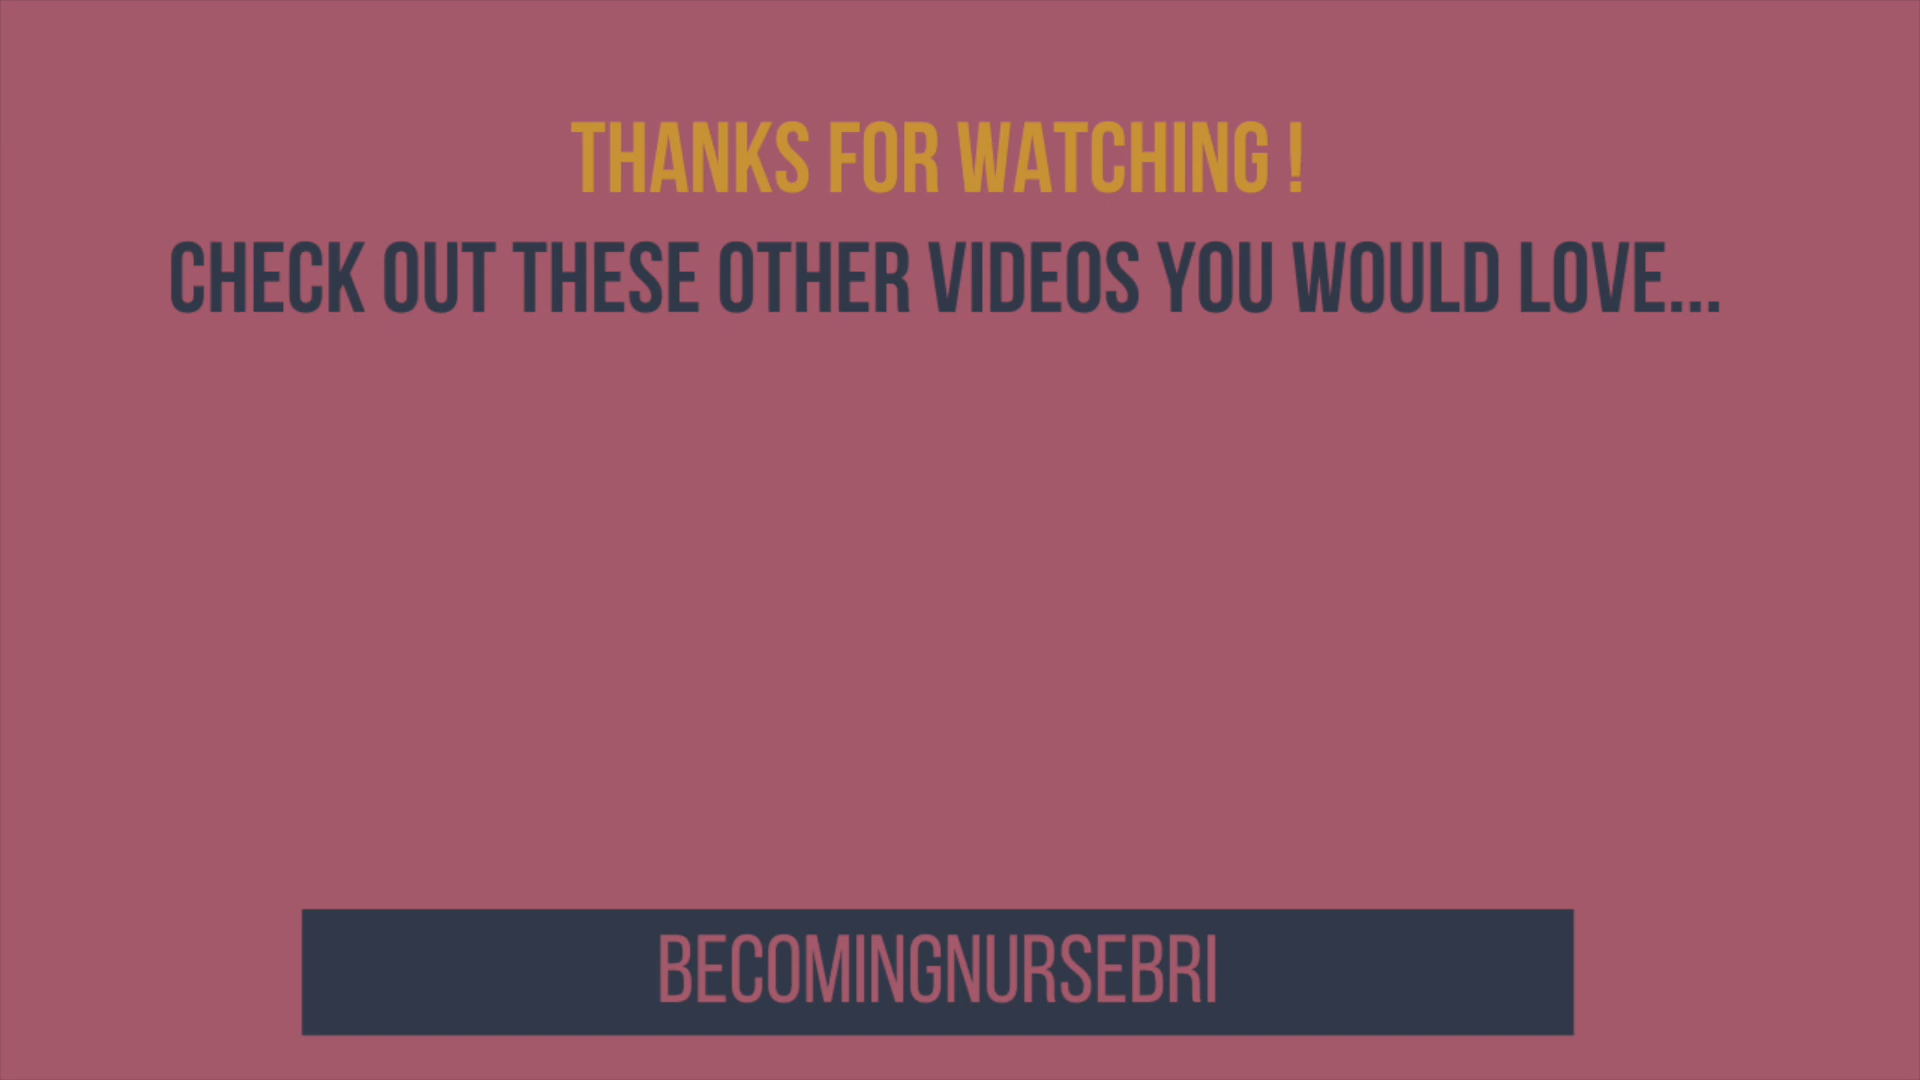 THANKS FOR WATCHING !
CHECK OUT THESE OTHER VIDEOS YOU WOULD LOVE...
BECOMINGNURSEBRI